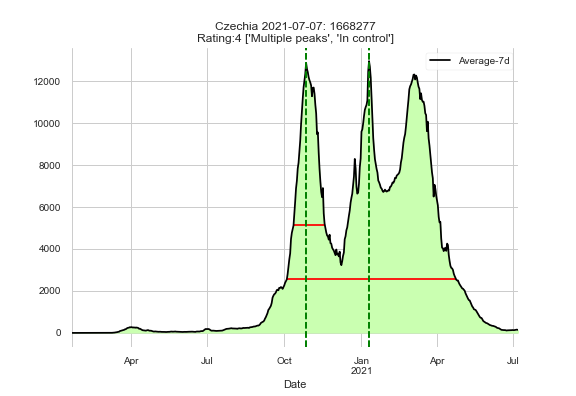 Czechia 2021-07-07: 1668277
Rating:4 ['Multiple peaks', 'In control']
Average-7d
12000
10000
8000
6000
4000
2000
0
Apr Jul Oct Jan Apr Jul
2021
Date